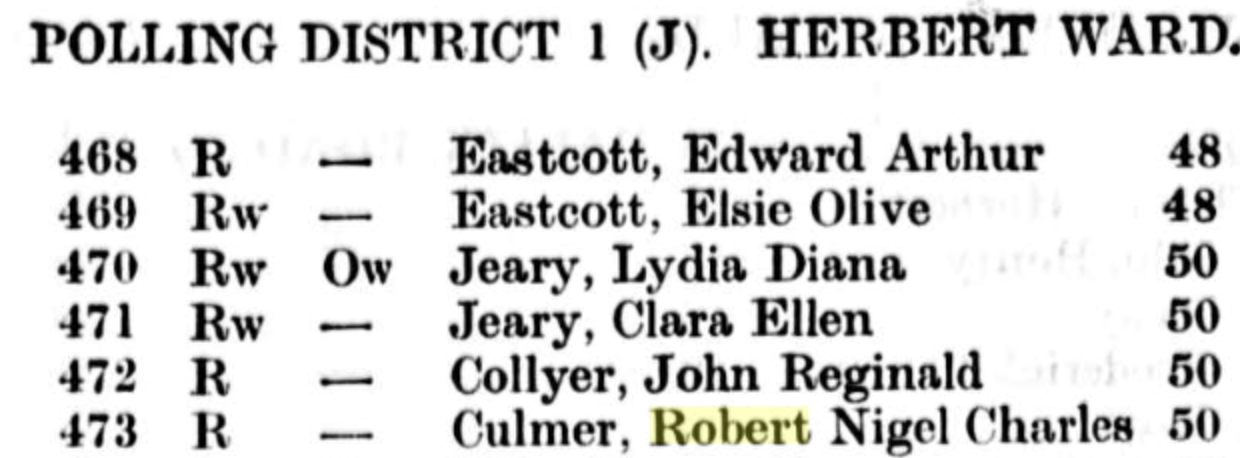 POLLING DISTRICT 1 (J). HERBERT WARD.
468 R — Eastcott, Edward Arthur 48
469 Rw — Eastcott, Elsie Olive 48
470 Rw Ow Jeary, Lydia Diana 50
471 Rw — Jeary, Clara Ellen 50
472 R — Collyer, John Reginald 50
473 R — Culmer, Robert Nigel Charles 50